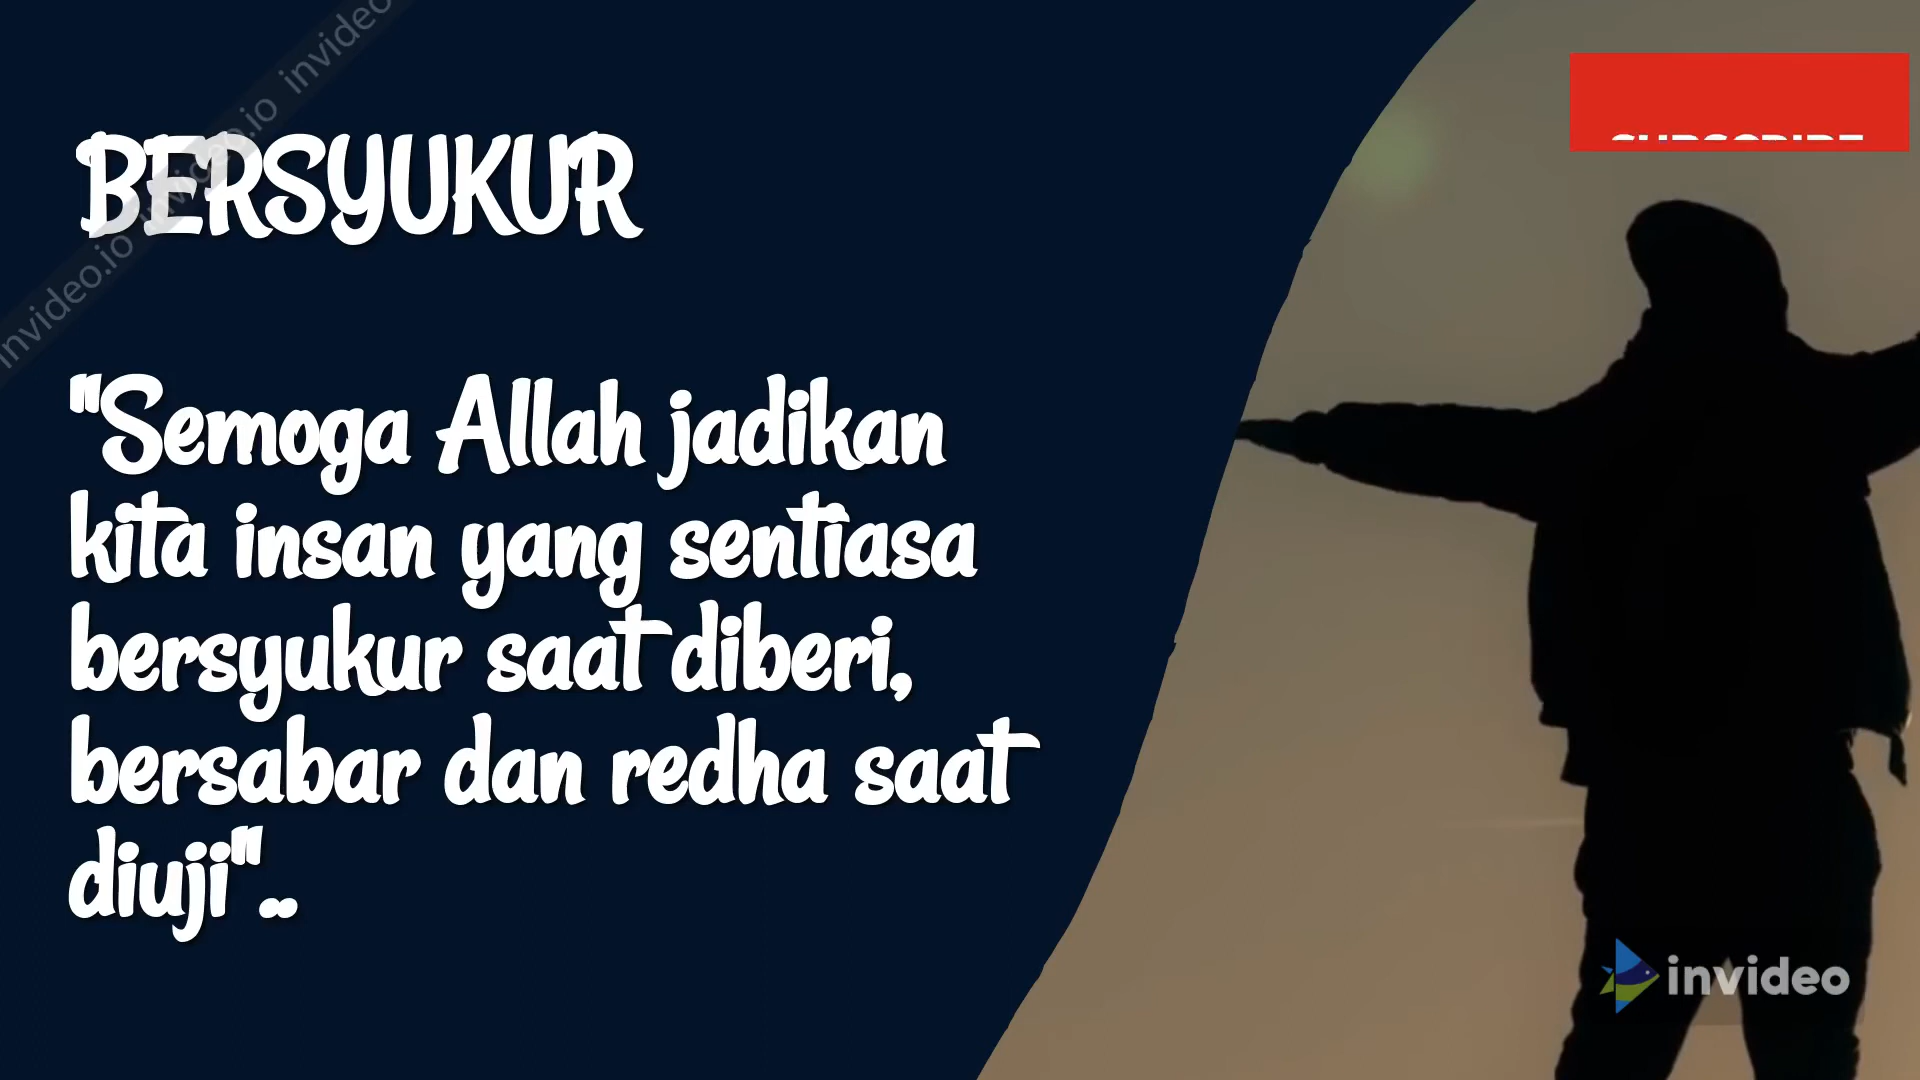 invideo.io invideo.io invideo
SUBSCRIBE
BERSYUKUR
"Semoga Allah jadikan
kita insan yang sentiasa
bersyukur saat diberi,
bersabar dan redha saat
diuji"..
invideo